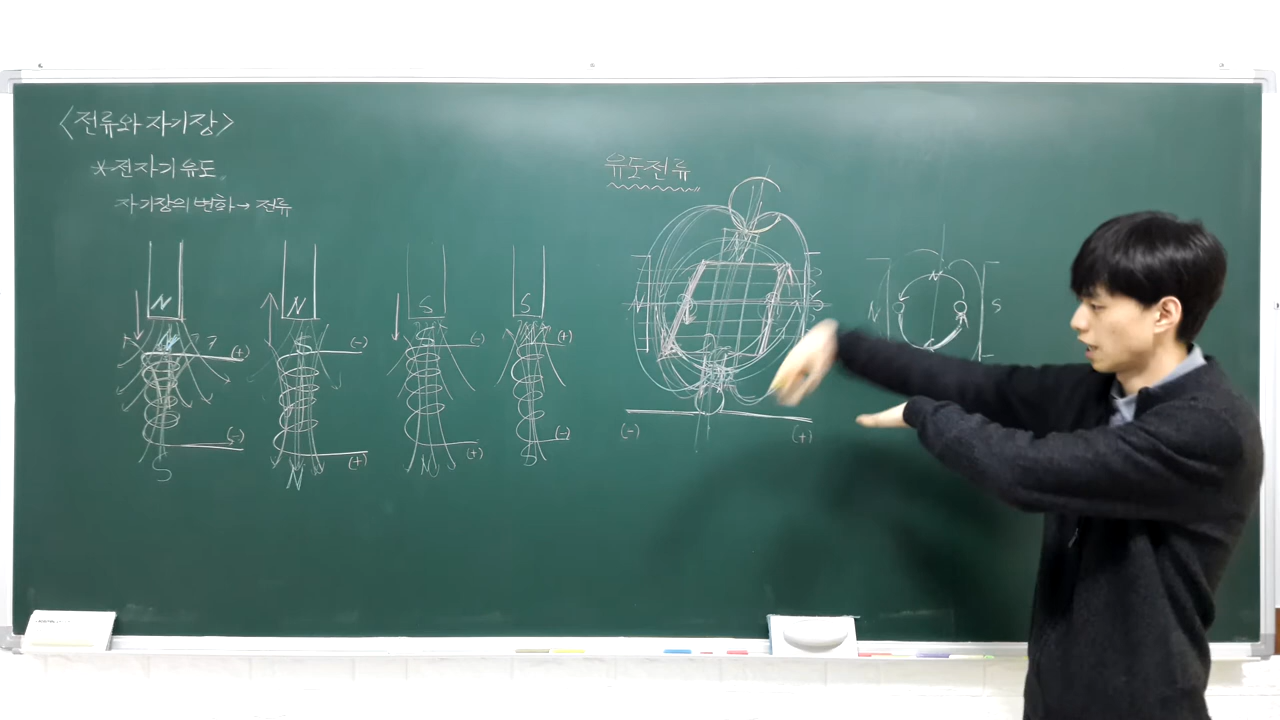 <전류와 자기장>
*전자기유도
자기장의 변화→전류
유도전류
N N S S
N S
N S
(+) (-) (-) (+)
(-) (+) (+) (-)
S N N S
N
(-) (+)